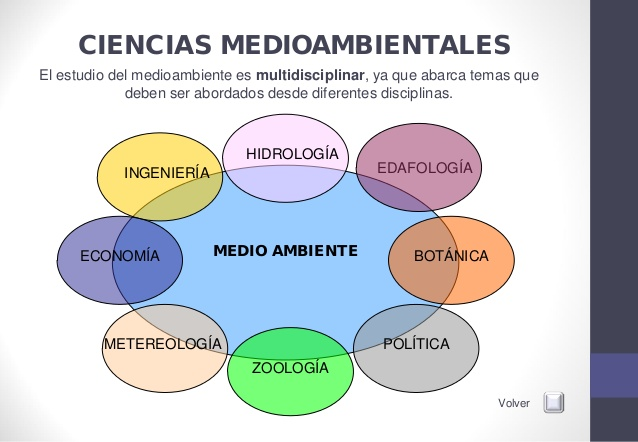 CIENCIAS MEDIOAMBIENTALES
El estudio del medioambiente es multidisciplinar, ya que abarca temas que
deben ser abordados desde diferentes disciplinas.
HIDROLOGÍA
INGENIERÍA
EDAFOLOGÍA
ECONOMÍA
MEDIO AMBIENTE
BOTÁNICA
METEREOLOGÍA
POLÍTICA
ZOOLOGÍA
Volver